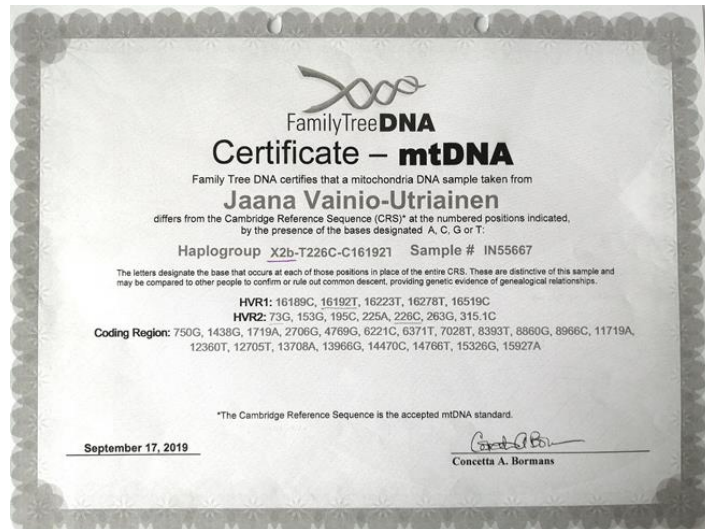 FamilyTreeDNA
Certificate – mtDNA
Family Tree DNA certifies that a mitochondria DNA sample taken from
Jaana Vainio-Utriainen
differs from the Cambridge Reference Sequence (CRS)* at the numbered positions indicated,
by the presence of the bases designated A, C, G or T:
Haplogroup X2b-T226C-C16192T Sample # IN55667
The letters designate the base that occurs at each of those positions in place of the entire CRS. These are distinctive of this sample and
may be compared to other people to confirm or rule out common descent, providing genetic evidence of genealogical relationships.
HVR1: 16189C, 16192T, 16223T, 16278T, 16519C
HVR2: 73G, 153G, 195C, 225A, 226C, 263G, 315.1C
Coding Region: 750G, 1438G, 1719A, 2706G, 4769G, 6221C, 6371T, 7028T, 8393T, 8860G, 8966C, 11719A,
12360T, 12705T, 13708A, 13966G, 14470C, 14766T, 15326G, 15927A
*The Cambridge Reference Sequence is the accepted mtDNA standard.
September 17, 2019
Concetta A. Bormans